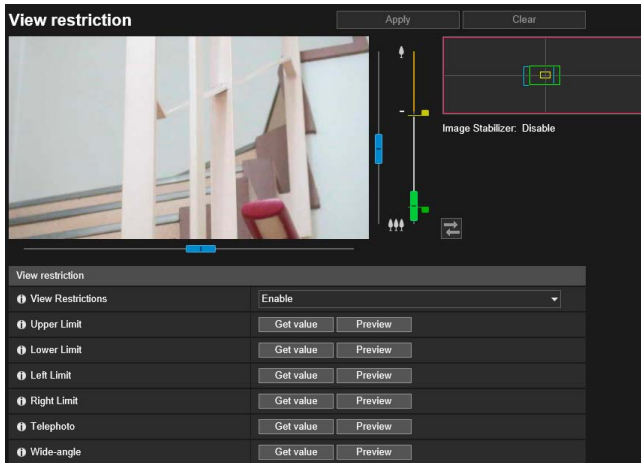 View restriction
Apply
Clear
Image Stabilizer: Disable
View restriction
View Restrictions
Enable
Upper Limit
Get value
Preview
Lower Limit
Get value
Preview
Left Limit
Get value
Preview
Right Limit
Get value
Preview
Telephoto
Get value
Preview
Wide-angle
Get value
Preview